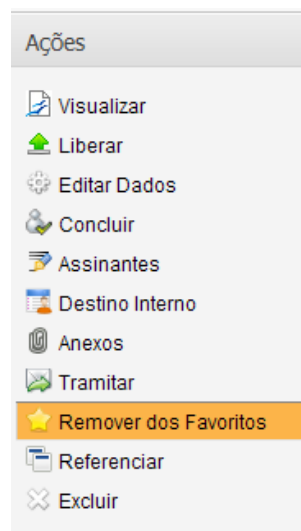 Ações
Visualizar
Liberar
Editar Dados
Concluir
Assinantes
Destino Interno
Anexos
Tramitar
Remover dos Favoritos
Referenciar
Excluir